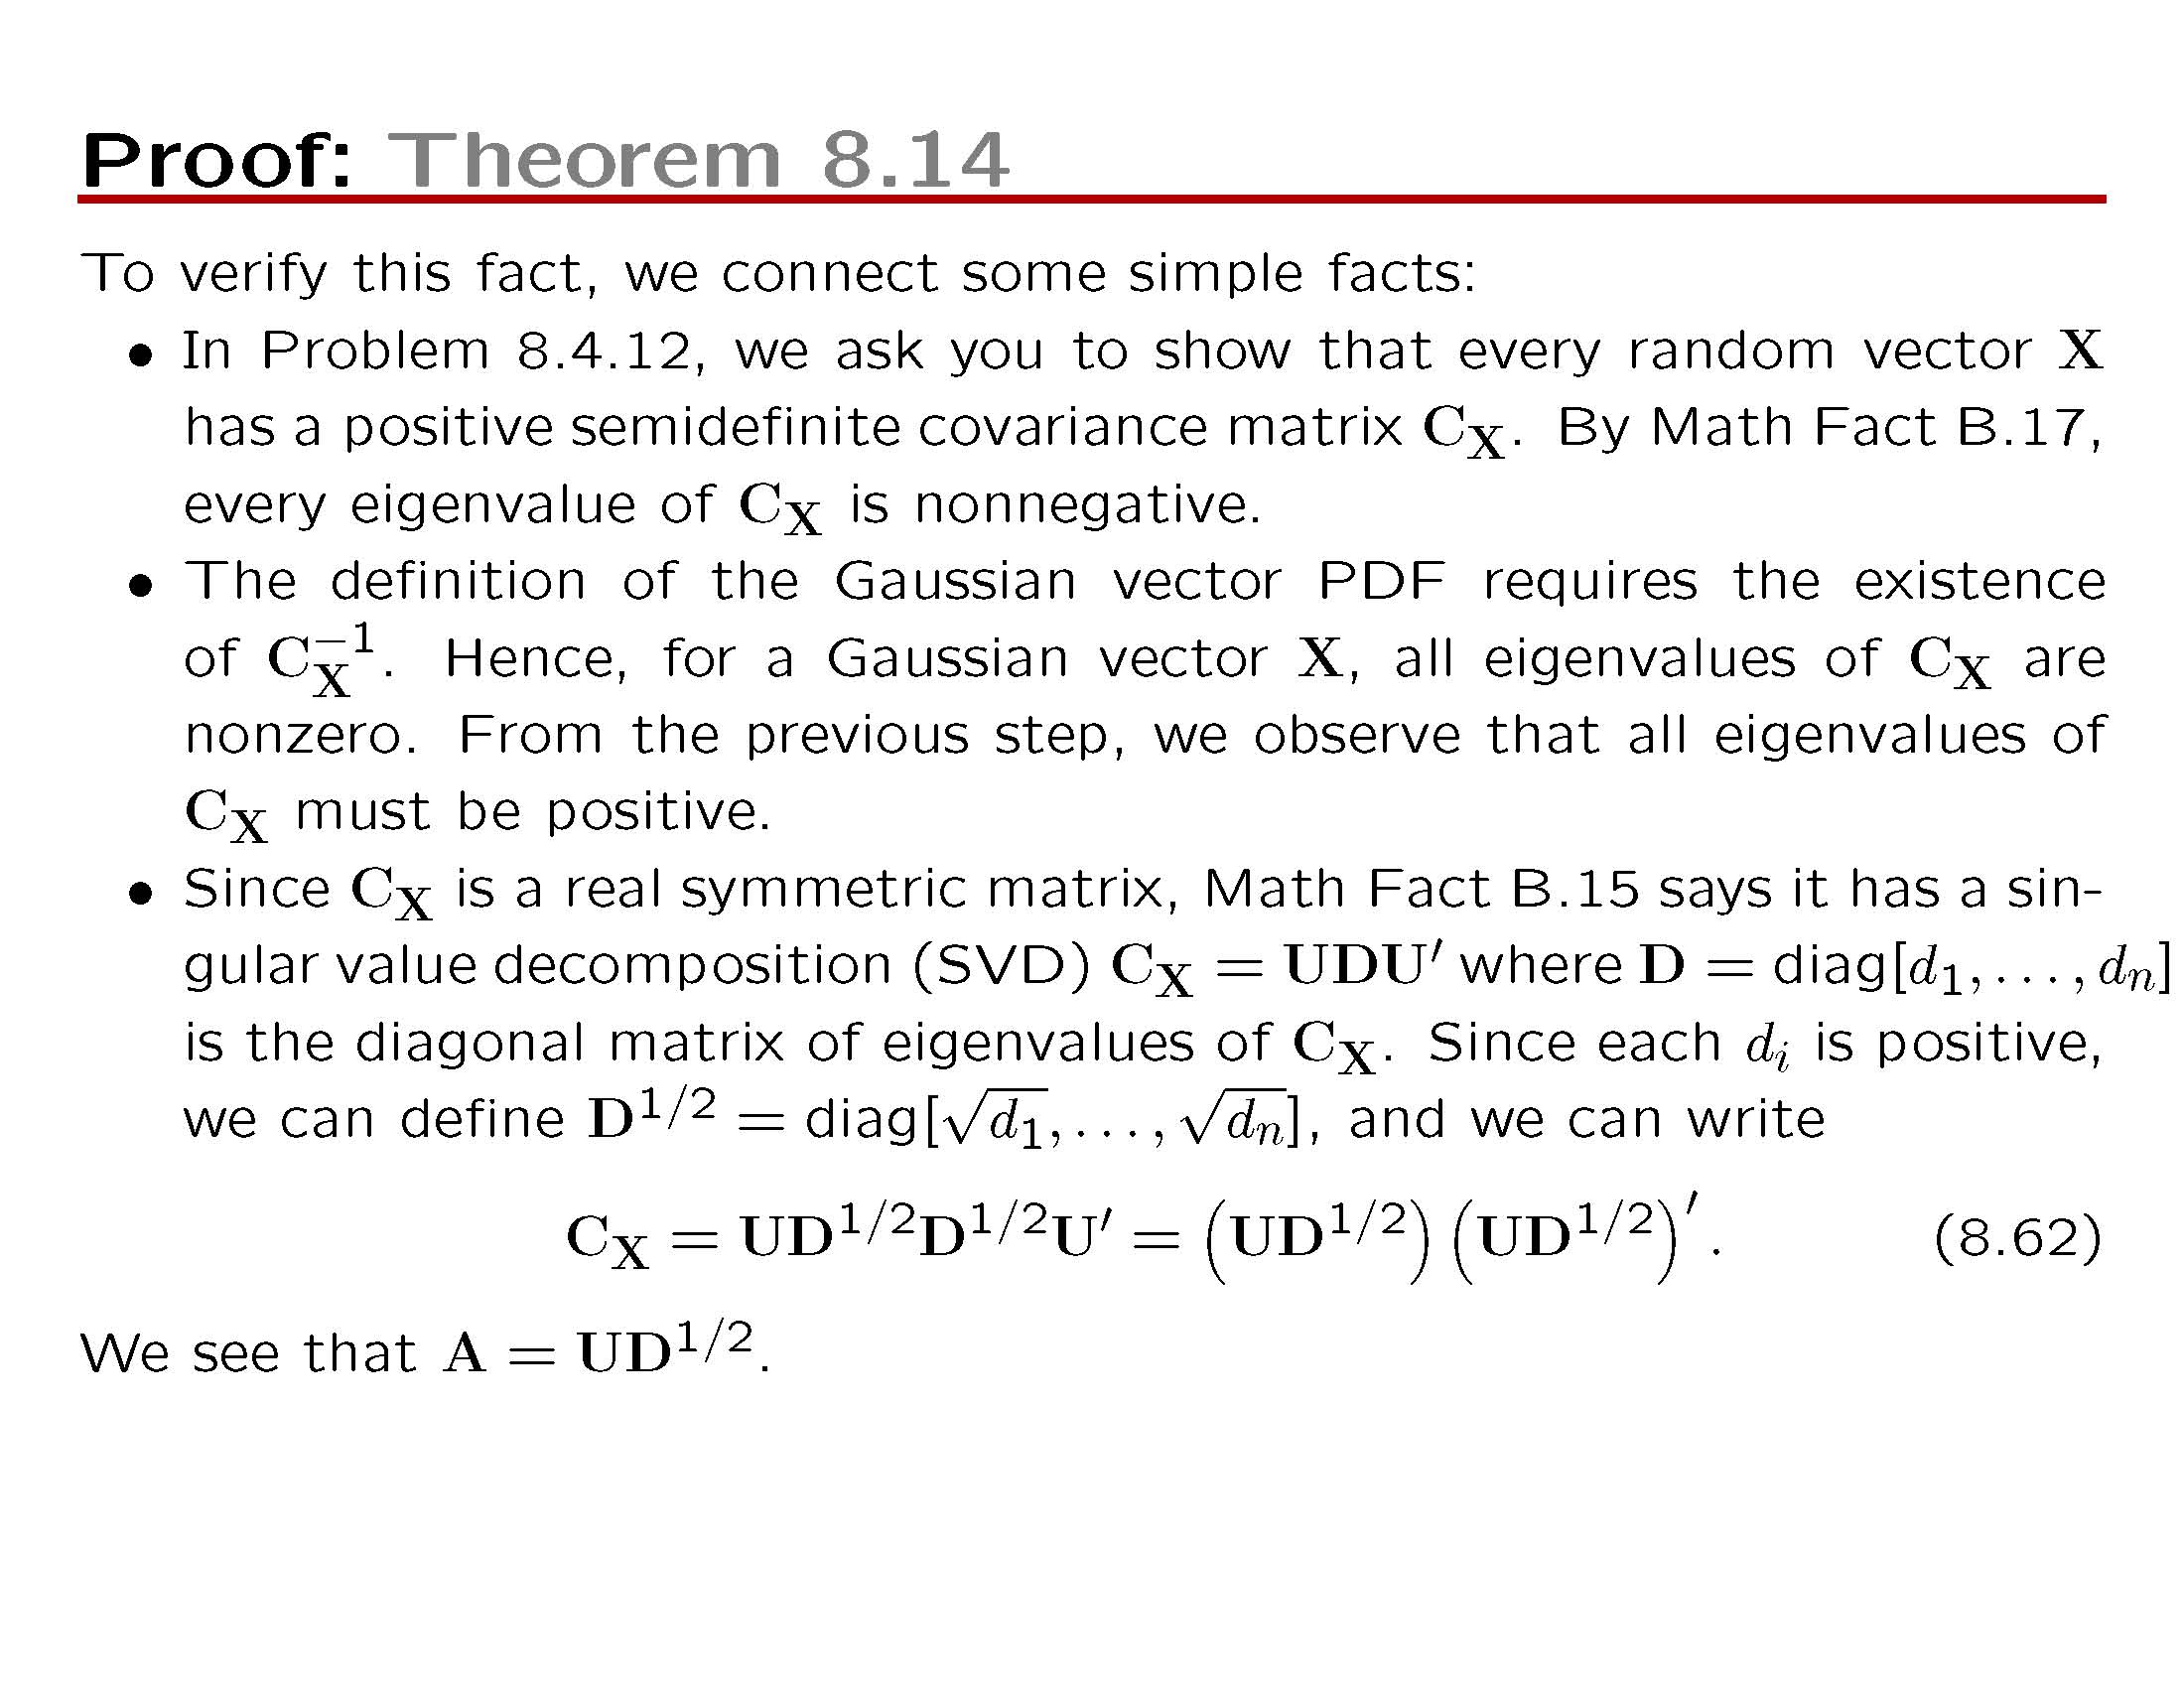 Proof: Theorem 8.14
To verify this fact, we connect some simple facts:
• In Problem 8.4.12, we ask you to show that every random vector X
has a positive semidefinite covariance matrix C_X. By Math Fact B.17,
every eigenvalue of C_X is nonnegative.
• The definition of the Gaussian vector PDF requires the existence
of C_X^{−1}. Hence, for a Gaussian vector X, all eigenvalues of C_X are
nonzero. From the previous step, we observe that all eigenvalues of
C_X must be positive.
• Since C_X is a real symmetric matrix, Math Fact B.15 says it has a sin-
gular value decomposition (SVD) C_X = UDU′ where D = diag[d_1, . . . , d_n]
is the diagonal matrix of eigenvalues of C_X. Since each d_i is positive,
we can define D^{1/2} = diag[√d_1, . . . , √d_n], and we can write
C_X = UD^{1/2}D^{1/2}U′ = (UD^{1/2}) (UD^{1/2})′. (8.62)
We see that A = UD^{1/2}.